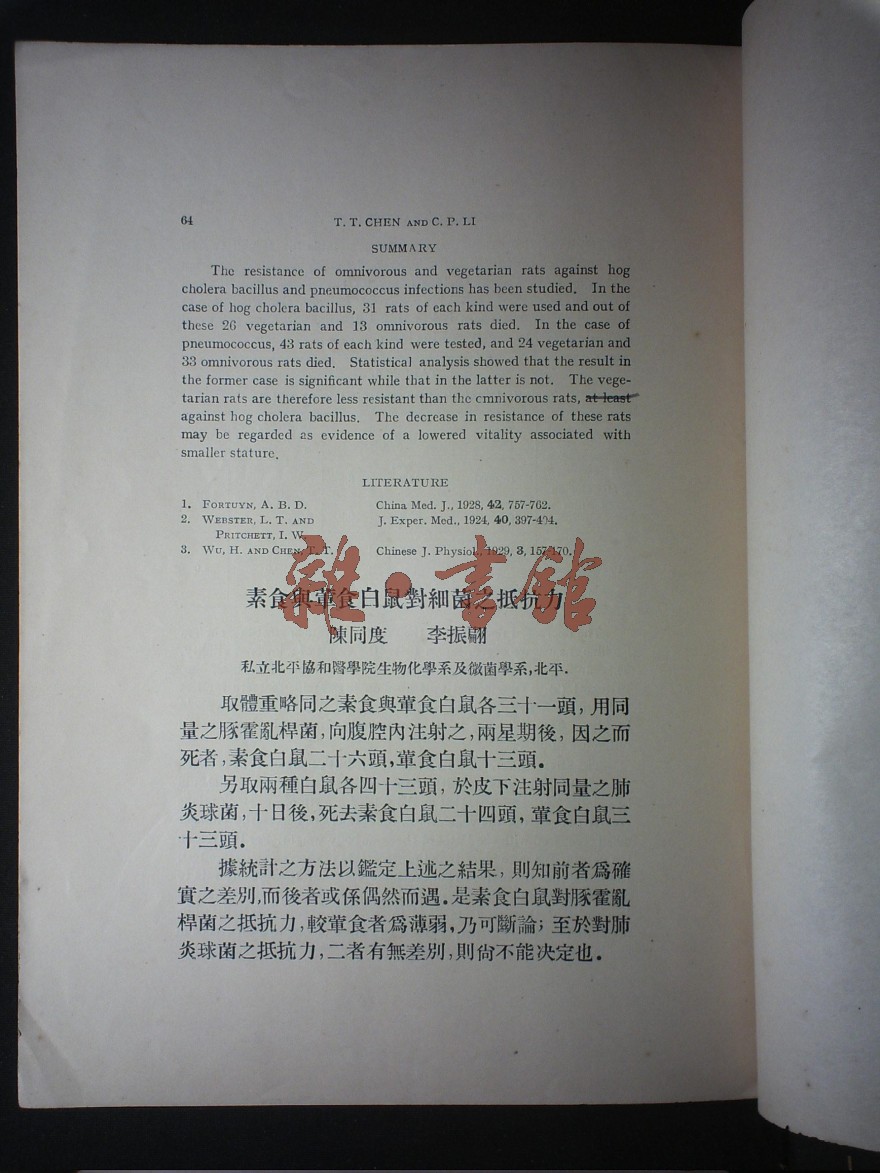 64
T. T. CHEN AND C. P. LI
SUMMARY
The resistance of omnivorous and vegetarian rats against hog
cholera bacillus and pneumococcus infections has been studied. In the
case of hog cholera bacillus, 31 rats of each kind were used and out of
these 26 vegetarian and 13 omnivorous rats died. In the case of
pneumococcus, 43 rats of each kind were tested, and 24 vegetarian and
33 omnivorous rats died. Statistical analysis showed that the result in
the former case is significant while that in the latter is not. The vege-
tarian rats are therefore less resistant than the cmnivorous rats, at least
against hog cholera bacillus. The decrease in resistance of these rats
may be regarded as evidence of a lowered vitality associated with
smaller stature.
LITERATURE
1. FORTUYN, A. B. D. China Med. J., 1928, 42, 757-762.
2. WEBSTER, L. T. AND J. Exper. Med., 1924, 40, 397-404.
PRITCHETT, I. W.
3. WU, H. AND CHEN, T. T. Chinese J. Physiol., 1929, 3, 157-170.
雜·書館
素食與葷食白鼠對細菌之抵抗力
陳同度 李振翩
私立北平協和醫學院生物化學系及微菌學系,北平.
取體重略同之素食與葷食白鼠各三十一頭,用同
量之豚霍亂桿菌,向腹腔內注射之,兩星期後,因之而
死者,素食白鼠二十六頭,葷食白鼠十三頭.
另取兩種白鼠各四十三頭,於皮下注射同量之肺
炎球菌,十日後,死去素食白鼠二十四頭,葷食白鼠三
十三頭.
據統計之方法以鑑定上述之結果,則知前者爲確
實之差別,而後者或係偶然而遇.是素食白鼠對豚霍亂
桿菌之抵抗力,較葷食者爲薄弱,乃可斷論;至於對肺
炎球菌之抵抗力,二者有無差別,則尙不能決定也.